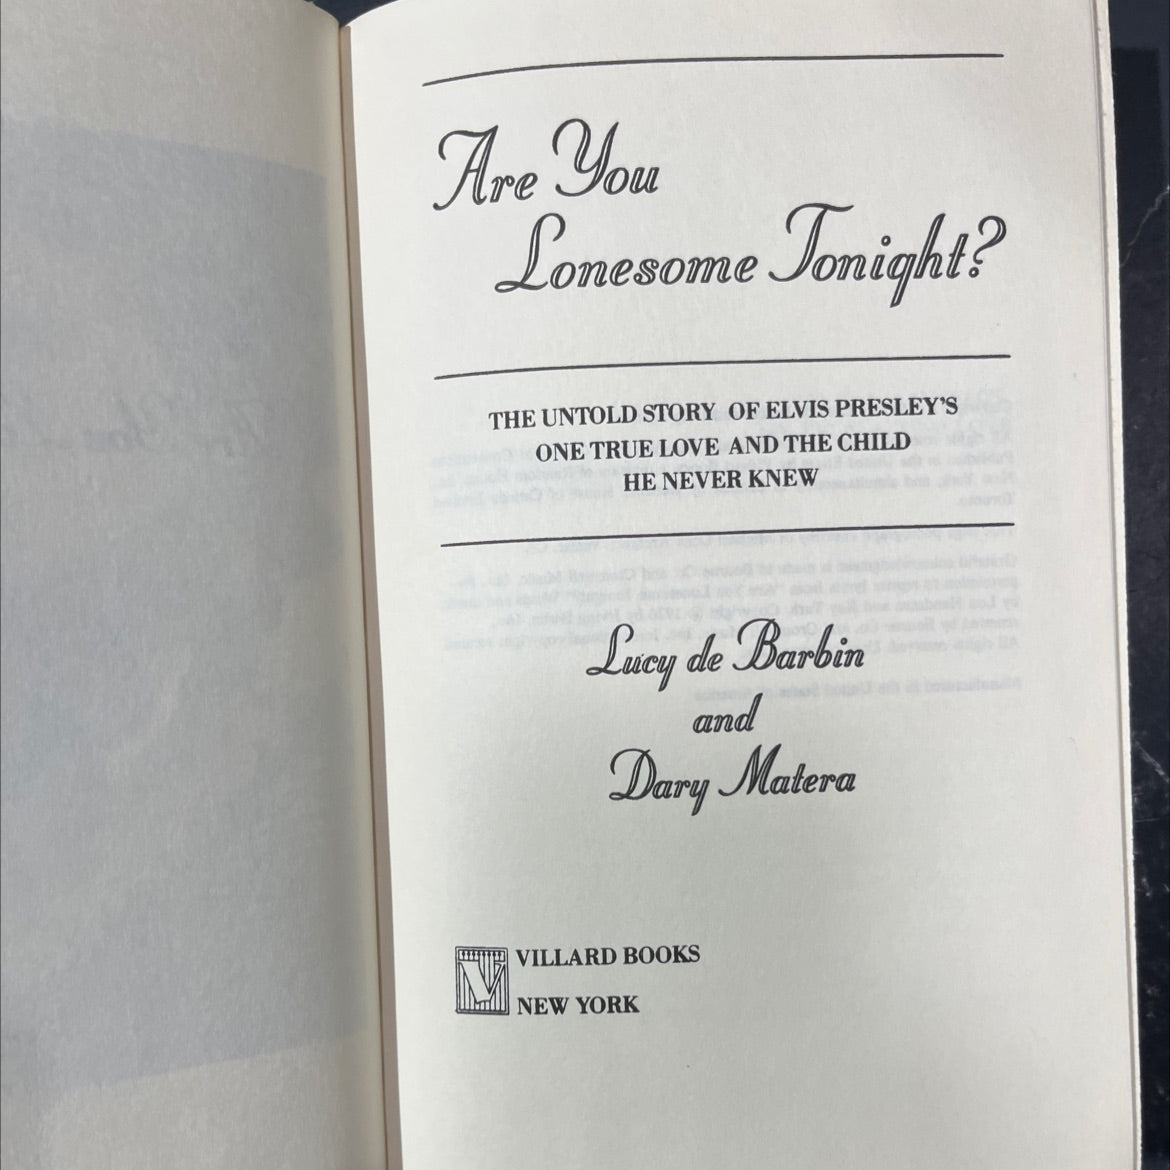 Are You
Lonesome Tonight?
THE UNTOLD STORY OF ELVIS PRESLEY'S
ONE TRUE LOVE AND THE CHILD
HE NEVER KNEW
Lucy de Barbin
and
Dary Matera
V
VILLARD BOOKS
NEW YORK